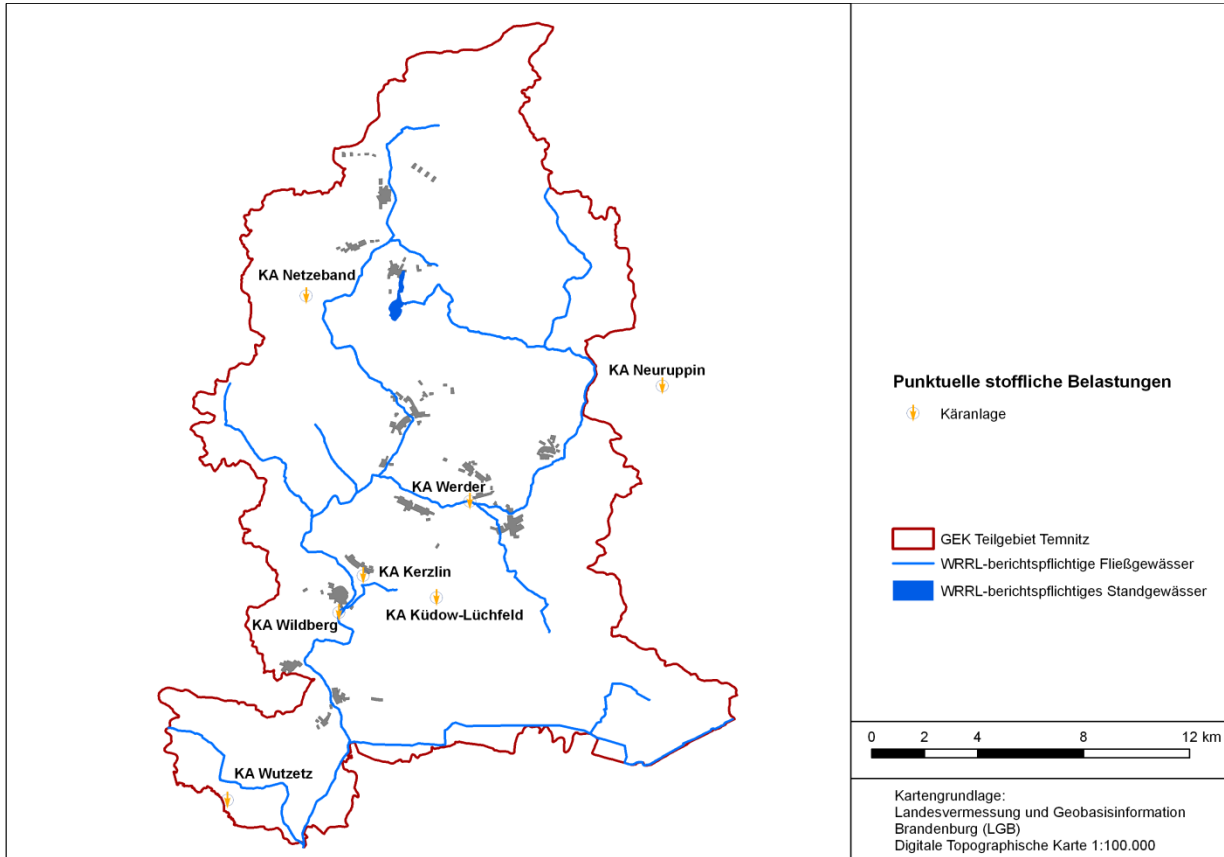 KA Netzeband
KA Neuruppin
KA Werder
KA Kerzlin
KA Küdow-Lüchfeld
KA Wildberg
KA Wutzetz
Punktuelle stoffliche Belastungen
Käranlage
GEK Teilgebiet Temnitz
WRRL-berichtspflichtige Fließgewässer
WRRL-berichtspflichtiges Standgewässer
0 2 4 8 12 km
Kartengrundlage:
Landesvermessung und Geobasisinformation
Brandenburg (LGB)
Digitale Topographische Karte 1:100.000